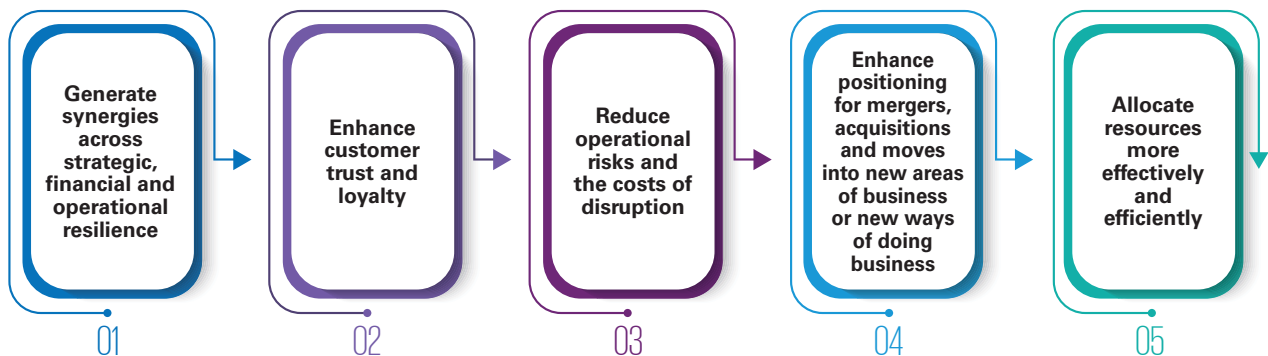 Generate
synergies
across
strategic,
financial and
operational
resilience
01
Enhance
customer
trust and
loyalty
02
Reduce
operational
risks and
the costs of
disruption
03
Enhance
positioning
for mergers,
acquisitions
and moves
into new areas
of business
or new ways
of doing
business
04
Allocate
resources
more
effectively
and
efficiently
05